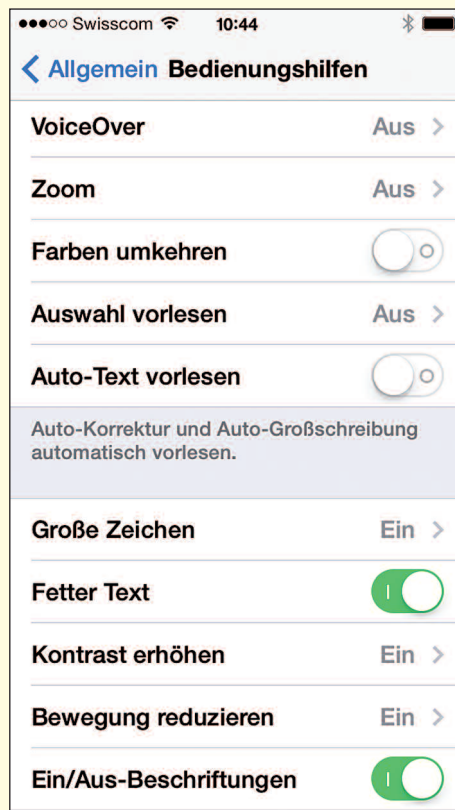 Swisscom 10:44
Allgemein Bedienungshilfen
VoiceOver Aus
Zoom Aus
Farben umkehren
Auswahl vorlesen Aus
Auto-Text vorlesen
Auto-Korrektur und Auto-Großschreibung
automatisch vorlesen.
Große Zeichen Ein
Fetter Text
Kontrast erhöhen Ein
Bewegung reduzieren Ein
Ein/Aus-Beschriftungen